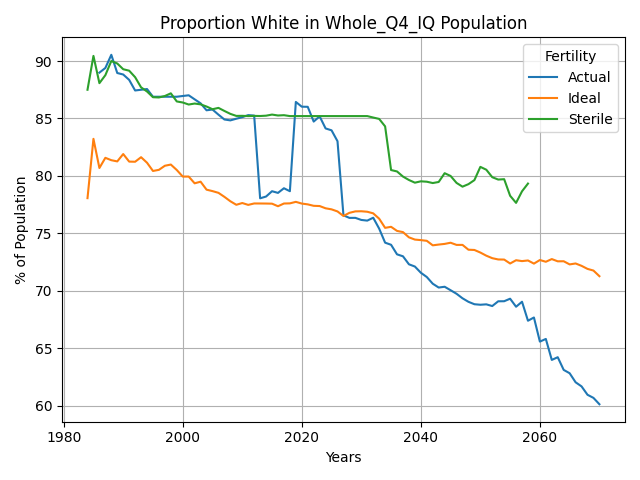 Proportion White in Whole_Q4_IQ Population
% of Population
90
85
80
75
70
65
60
Fertility
Actual
Ideal
Sterile
1980
2000
2020
2040
2060
Years